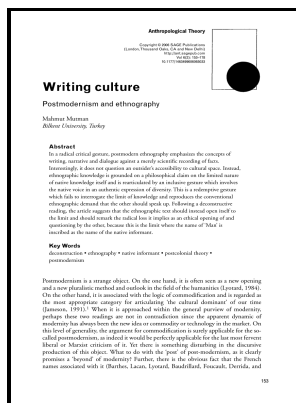 Anthropological Theory
Copyright © 2006 SAGE Publications
(London, Thousand Oaks, CA and New Delhi)
http://ant.sagepub.com
Writing culture
Postmodernism and ethnography
Mahmut Mutman
Bilkent University, Turkey
Abstract
In a radical critical gesture, postmodern ethnography emphasizes the concepts of
writing, narrative and dialogue against a merely scientific recording of facts.
Interestingly, it does not question an outsider's accessibility to cultural space. Instead,
ethnographic knowledge is grounded on a philosophical claim on the limited nature
of native knowledge itself and is rearticulated by an inclusive gesture which involves
the native voice in an authentic expression of diversity. This is a redemptive gesture
which fails to interrogate the limit of knowledge and reproduces the conventional
ethnographic demand that the other should speak up. Following a deconstructive
reading, the article suggests that the ethnographic text should instead open itself to
the limit and should remark the radical loss it implies as an ethical opening of and
questioning by the other, because this is the limit where the name of 'Man' is
inscribed as the name of the native informant.
Key Words
deconstruction • ethnography • native informant • postcolonial theory •
postmodernism
Postmodernism is a strange object. On the one hand, it is often seen as a new opening
and a new pluralistic method and outlook in the field of the humanities (Lyotard, 1984).
On the other hand, it is associated with the logic of commodification and is regarded as
the most appropriate category for articulating 'the cultural dominant' of our time
(Jameson, 1991).¹ When it is approached within the general purview of modernity,
perhaps these two readings are not in contradiction since the apparent dynamic of
modernity has always been the new idea or commodity or technology in the market. On
this level of generality, the argument for commodification is surely applicable for the so-
called postmodernism, as indeed it would be perfectly applicable for the last most fervent
liberal or Marxist criticism of it. Yet there is something disturbing in the discursive
production of this object. What to do with the 'post' of post-modernism, as it clearly
promises a 'beyond' of modernity? Further, there is the obvious fact that the French
names associated with it (Barthes, Lacan, Lyotard, Baudrillard, Foucault, Derrida, and
153